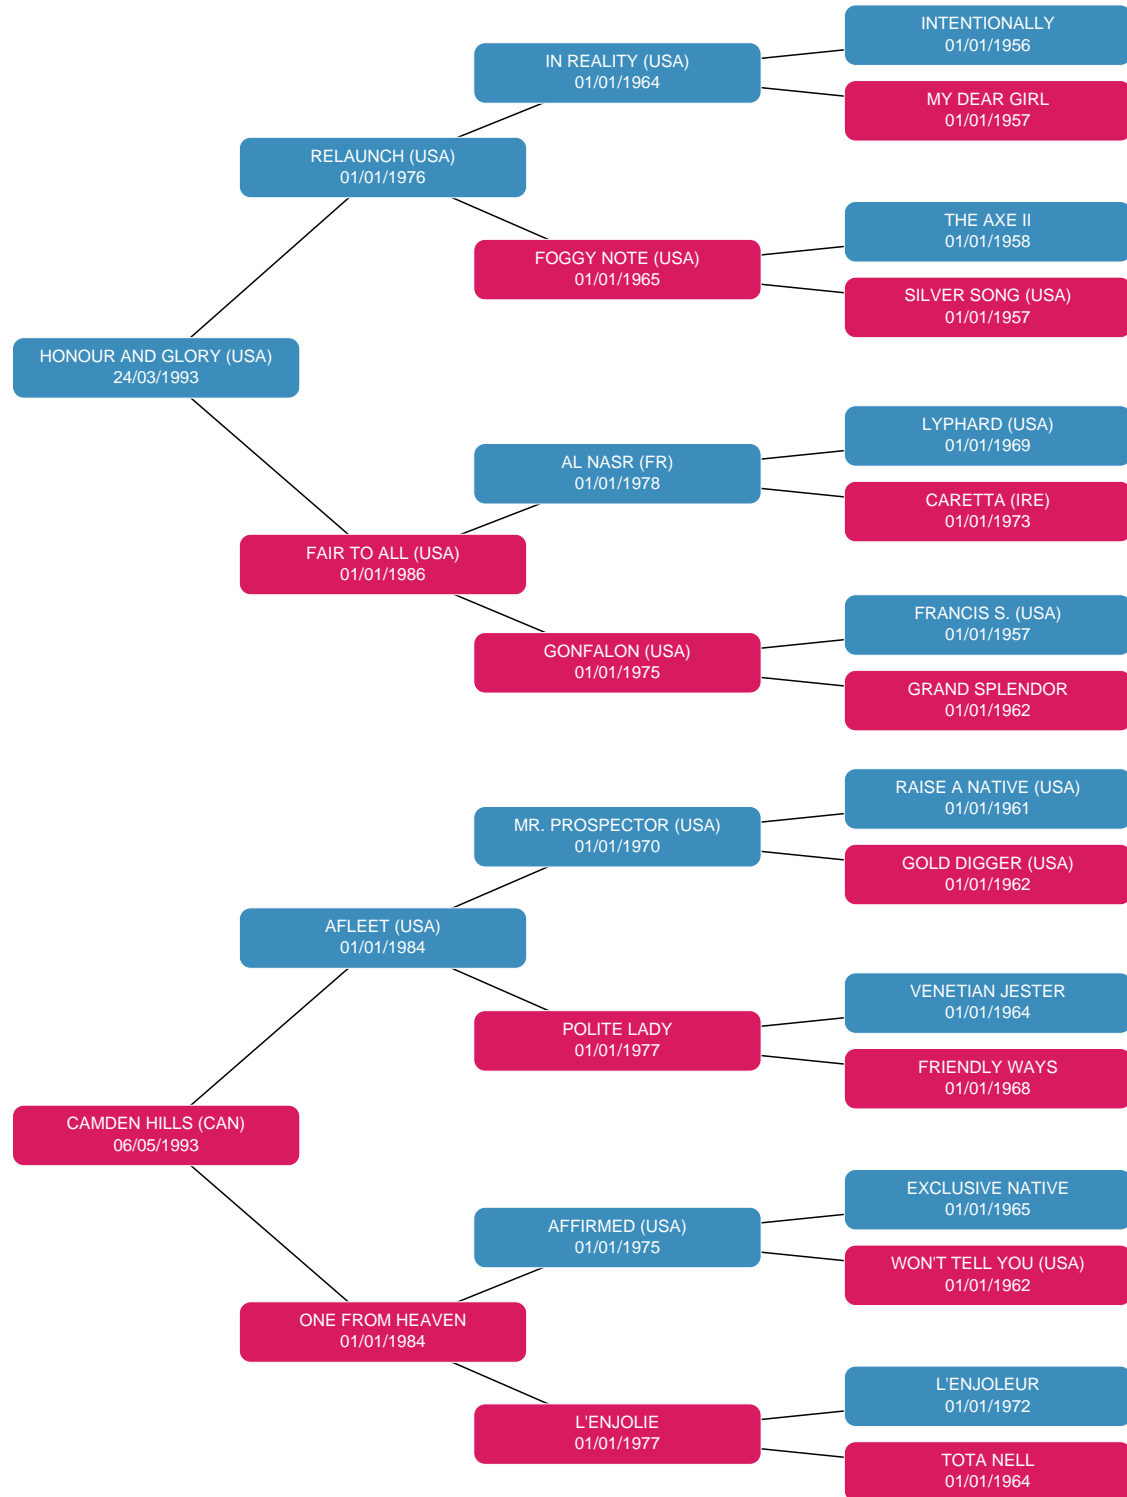 INTENTIONALLY
01/01/1956
IN REALITY (USA)
01/01/1964
MY DEAR GIRL
01/01/1957
RELAUNCH (USA)
01/01/1976
THE AXE II
01/01/1958
FOGGY NOTE (USA)
01/01/1965
SILVER SONG (USA)
01/01/1957
HONOUR AND GLORY (USA)
24/03/1993
LYPHARD (USA)
01/01/1969
AL NASR (FR)
01/01/1978
CARETTA (IRE)
01/01/1973
FAIR TO ALL (USA)
01/01/1986
FRANCIS S. (USA)
01/01/1957
GONFALON (USA)
01/01/1975
GRAND SPLENDOR
01/01/1962
RAISE A NATIVE (USA)
01/01/1961
MR. PROSPECTOR (USA)
01/01/1970
GOLD DIGGER (USA)
01/01/1962
AFLEET (USA)
01/01/1984
VENETIAN JESTER
01/01/1964
POLITE LADY
01/01/1977
FRIENDLY WAYS
01/01/1968
CAMDEN HILLS (CAN)
06/05/1993
EXCLUSIVE NATIVE
01/01/1965
AFFIRMED (USA)
01/01/1975
WON'T TELL YOU (USA)
01/01/1962
ONE FROM HEAVEN
01/01/1984
L'ENJOLEUR
01/01/1972
L'ENJOLIE
01/01/1977
TOTA NELL
01/01/1964